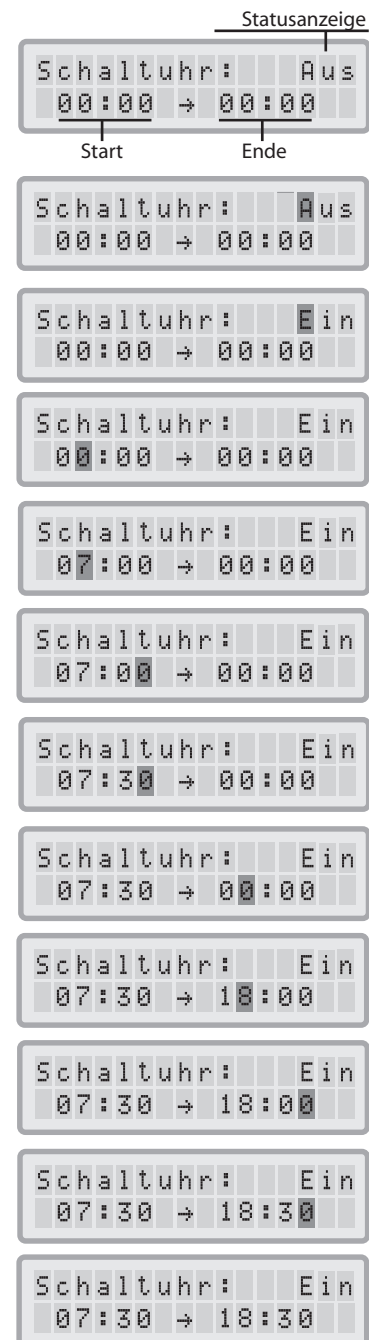 Statusanzeige
Schaltuhr: Aus
00:00 → 00:00
Start Ende
Schaltuhr: Aus
00:00 → 00:00
Schaltuhr: Ein
00:00 → 00:00
Schaltuhr: Ein
00:00 → 00:00
Schaltuhr: Ein
07:00 → 00:00
Schaltuhr: Ein
07:00 → 00:00
Schaltuhr: Ein
07:30 → 00:00
Schaltuhr: Ein
07:30 → 00:00
Schaltuhr: Ein
07:30 → 18:00
Schaltuhr: Ein
07:30 → 18:00
Schaltuhr: Ein
07:30 → 18:30
Schaltuhr: Ein
07:30 → 18:30